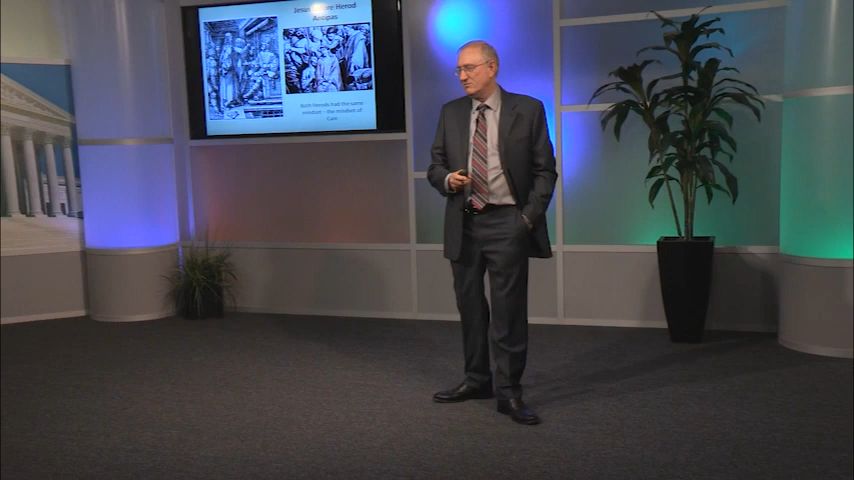 Jesus before Herod
Antipas
Both Herods had the same
mindset – the mindset of
Cain